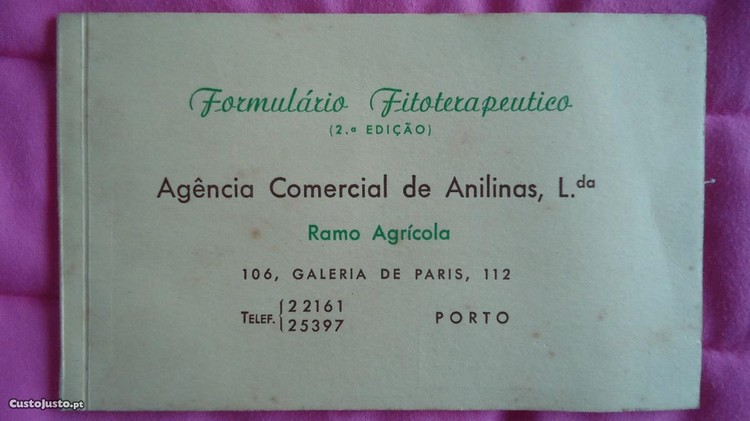 Formulário Fitoterapeutico
(2.ª EDIÇÃO)
Agência Comercial de Anilinas, L.da
Ramo Agrícola
106, GALERIA DE PARIS, 112
TELEF. { 22161
25397
PORTO
CustoJusto.pt